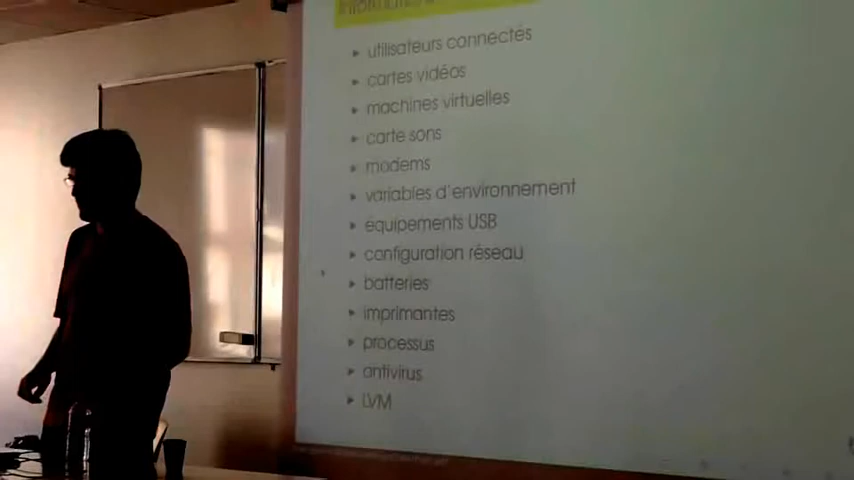 utilisateurs connectés
cartes vidéos
machines virtuelles
carte sons
modems
variables d'environnement
equipements USB
configuration réseau
batteries
imprimantes
processus
antivirus
LVM